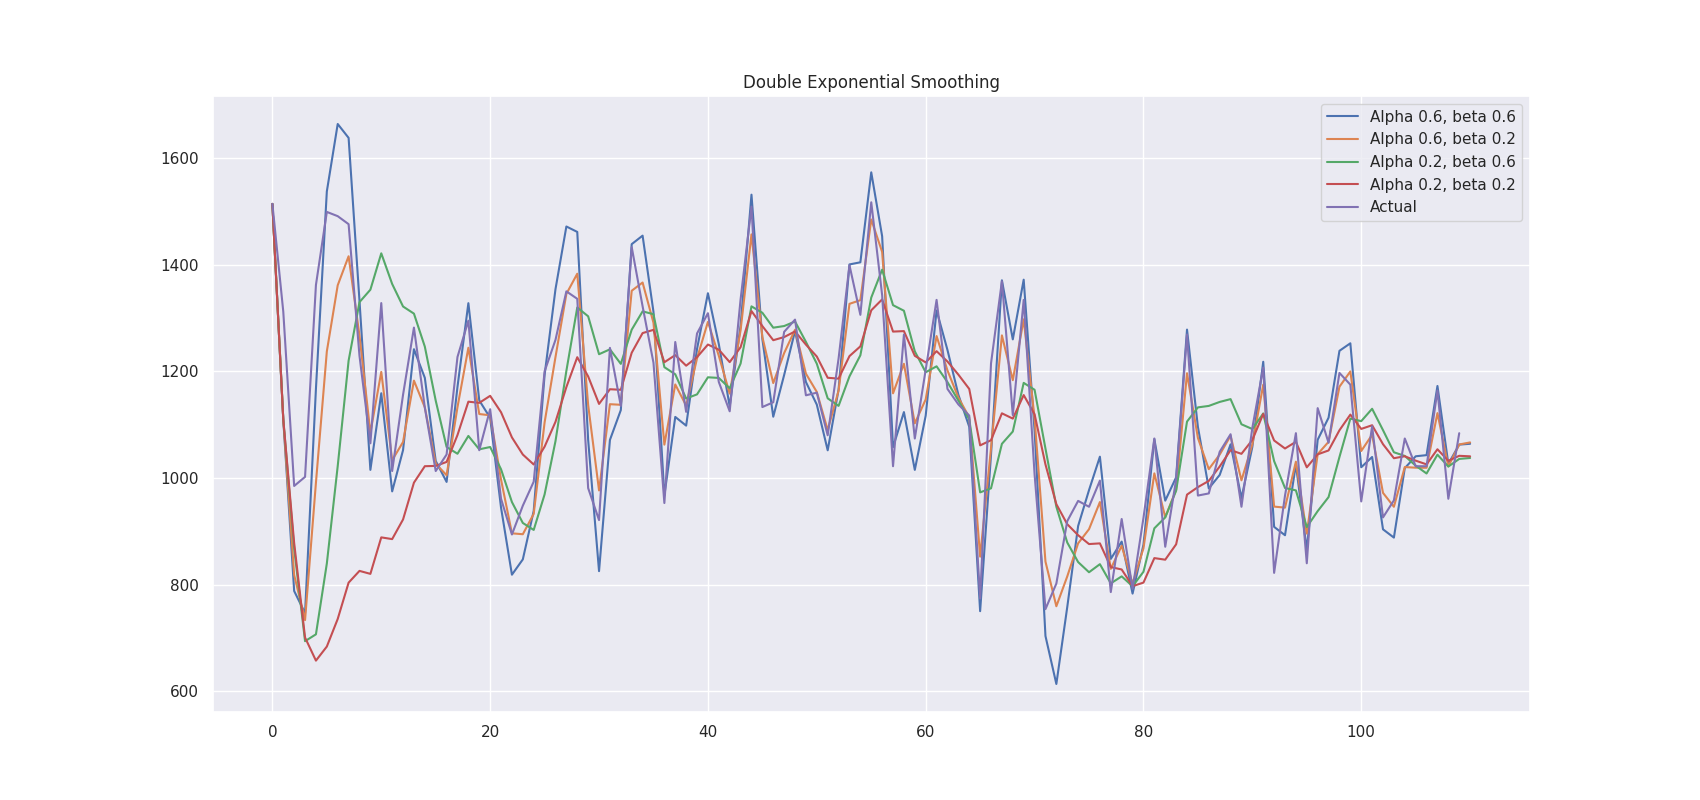 Double Exponential Smoothing
Alpha 0.6, beta 0.6
Alpha 0.6, beta 0.2
Alpha 0.2, beta 0.6
Alpha 0.2, beta 0.2
Actual
1600
1400
1200
1000
800
600
0 20 40 60 80 100